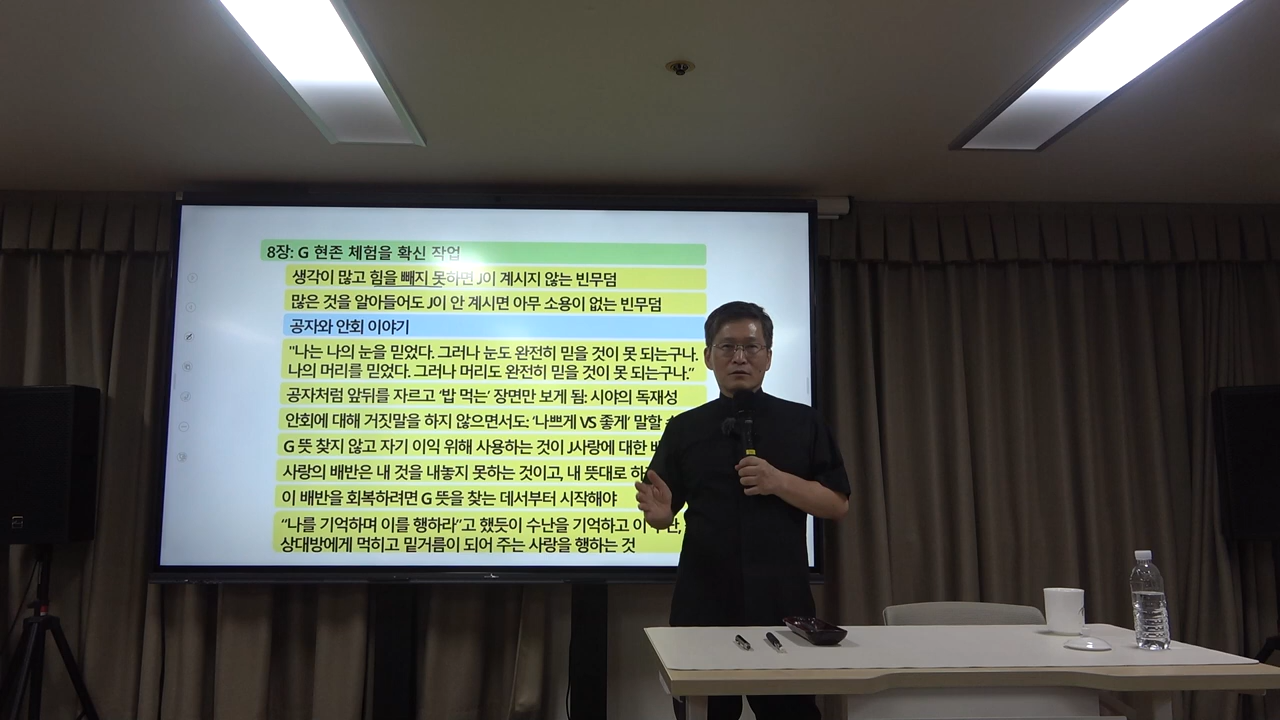 8장: G 현존 체험을 확신 작업
생각이 많고 힘을 빼지 못하면 J이 계시지 않는 빈무덤
많은 것을 알아들어도 J이 안 계시면 아무 소용이 없는 빈무덤
공자와 안회 이야기
"나는 나의 눈을 믿었다. 그러나 눈도 완전히 믿을 것이 못 되는구나.
나의 머리를 믿었다. 그러나 머리도 완전히 믿을 것이 못 되는구나."
공자처럼 앞뒤를 자르고 '밥 먹는' 장면만 보게 됨: 시야의 독재성
안회에 대해 거짓말을 하지 않으면서도: '나쁘게 VS 좋게' 말할
G 뜻 찾지 않고 자기 이익 위해 사용하는 것이 J사랑에 대한
사랑의 배반은 내 것을 내놓지 못하는 것이고, 내 뜻대로
이 배반을 회복하려면 G 뜻을 찾는 데서부터 시작해야
"나를 기억하며 이를 행하라"고 했듯이 수난을 기억하고
상대방에게 먹히고 밑거름이 되어 주는 사랑을 행하는 것